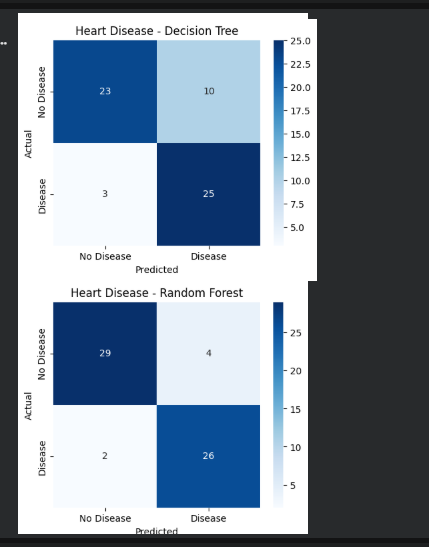 Heart Disease - Decision Tree
Actual
No Disease
Disease
23
10
3
25
No Disease
Disease
Predicted
25.0
22.5
20.0
17.5
15.0
12.5
10.0
7.5
5.0
Heart Disease - Random Forest
Actual
No Disease
Disease
29
4
2
26
No Disease
Disease
Predicted
25
20
15
10
5